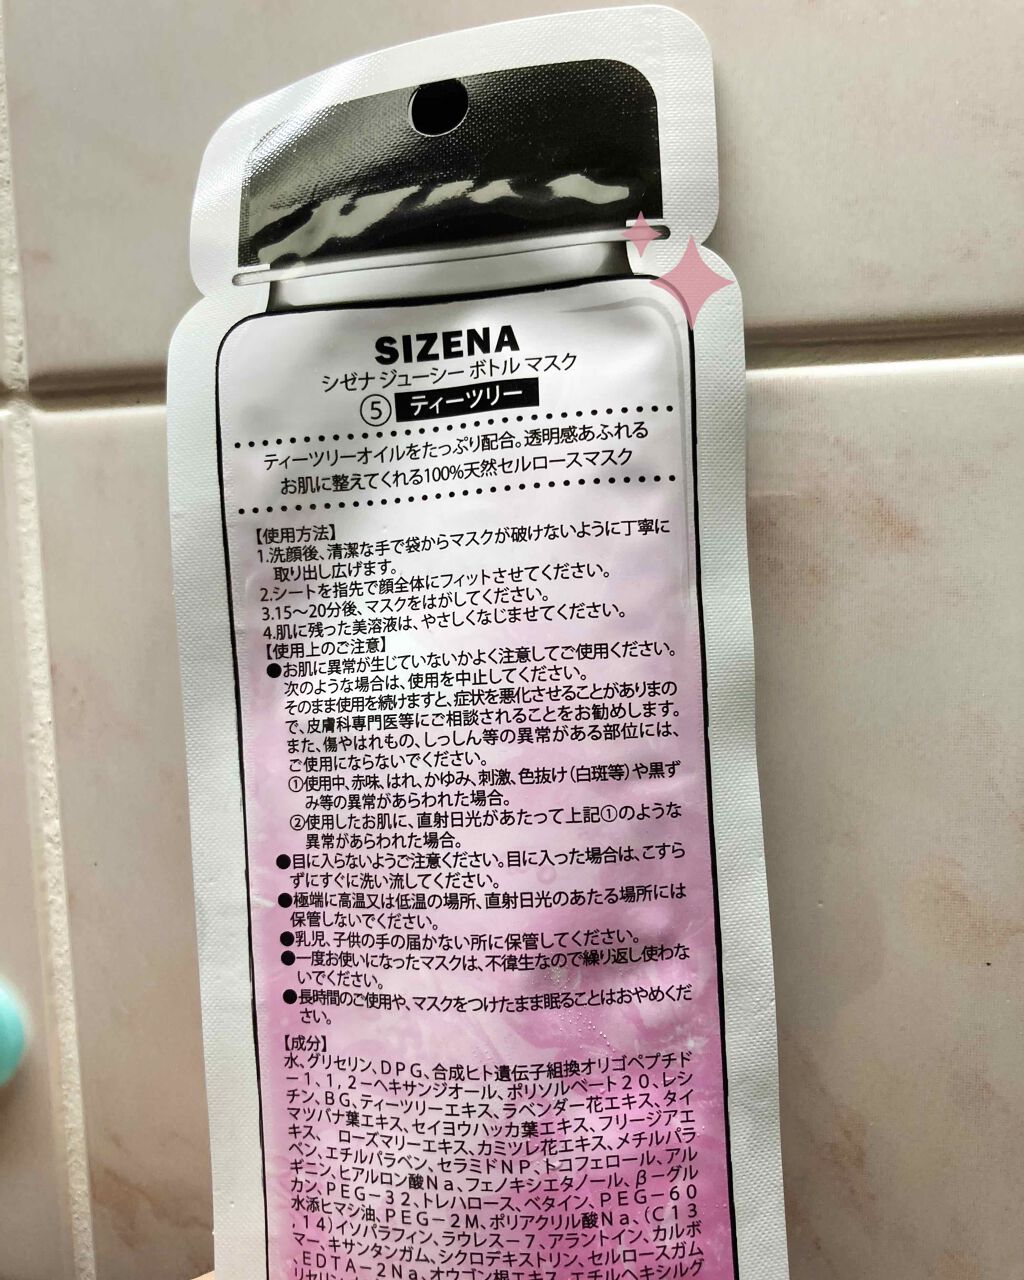 SIZENA
シゼナ ジューシー ボトル マスク
⑤ ティーツリー
ティーツリーオイルをたっぷり配合。透明感あふれる
お肌に整えてくれる100%天然セルロースマスク
【使用方法】
1.洗顔後、清潔な手で袋からマスクが破けないように丁寧に
取り出し広げます。
2.シートを指先で顔全体にフィットさせてください。
3.15～20分後、マスクをはがしてください。
4.肌に残った美溶液は、やさしくなじませてください。
【使用上のご注意】
●お肌に異常が生じていないかよく注意してご使用ください。
次のような場合は、使用を中止してください。
そのまま使用を続けますと、症状を悪化させることがありまの
で、皮膚科専門医等にご相談されることをお勧めします。
また、傷やはれもの、しっしん等の異常がある部位には、
ご使用にならないでください。
①使用中、赤味、はれ、かゆみ、刺激、色抜け（白斑等）や黒ず
み等の異常があらわれた場合。
②使用したお肌に、直射日光があたって上記①のような
異常があらわれた場合。
●目に入らないようご注意ください。目に入った場合は、こすら
ずにすぐに洗い流してください。
●極端に高温又は低温の場所、直射日光のあたる場所には
保管しないでください。
●乳児、子供の手の届かない所に保管してください。
●一度お使いになったマスクは、不偉生なので繰り返し使わな
いでください。
●長時間のご使用や、マスクをつけたまま眠ることはおやめくだ
さい。
【成分】
水、グリセリン、DPG、合成ヒト遺伝子組換オリゴペプチド
－1、1，2－ヘキサンジオール、ポリソルベート20、レシ
チン、BG、ティーツリーエキス、ラベンダー花エキス、タイ
マツバナ葉エキス、セイヨウハッカ葉エキス、フリージアエ
キス、 ローズマリーエキス、カミツレ花エキス、メチルパラ
ベン、エチルパラベン、セラミドNP、トコフェロール、アル
ギニン、ヒアルロン酸Na、フェノキシエタノール、β－グル
カン、PEG－32、トレハロース、ベタイン、PEG－60
水添ヒマシ油、PEG－2M、ポリアクリル酸Na、（C13
，14）イソパラフィン、ラウレス－7、アラントイン、カルボ
マー、キサンタンガム、シクロデキストリン、セルロースガム
、EDTA－2Na、オウゴン根エキス、エチルヘキシルグ